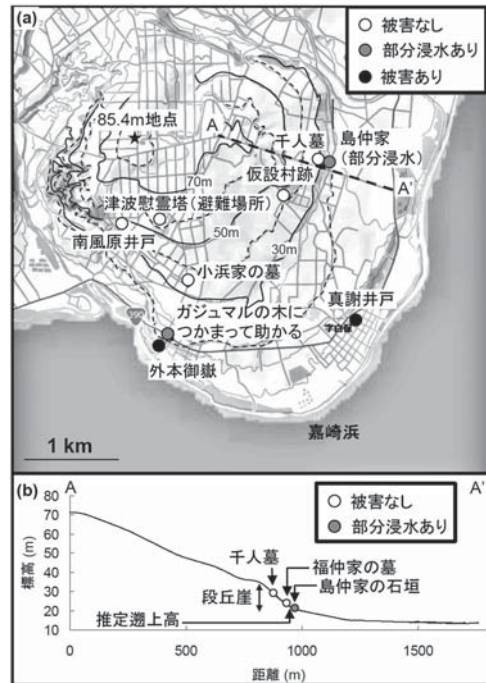 (a)
被害なし
部分浸水あり
被害あり
85.4m地点
A
千人墓
島仲家
(部分浸水)
仮設村跡
A'
70m
津波慰霊塔(避難場所)
50m
南風原井戸
30m
小浜家の墓
ガジュマルの木に
つかまって助かる
真謝井戸
390
字白保
外本御嶽
嘉崎浜
1 km
(b)
A
A'
被害なし
部分浸水あり
標高 (m)
80
70
60
50
40
30
20
10
千人墓
福仲家の墓
島仲家の石垣
段丘崖
推定遡上高
0
500
1000
1500
距離 (m)